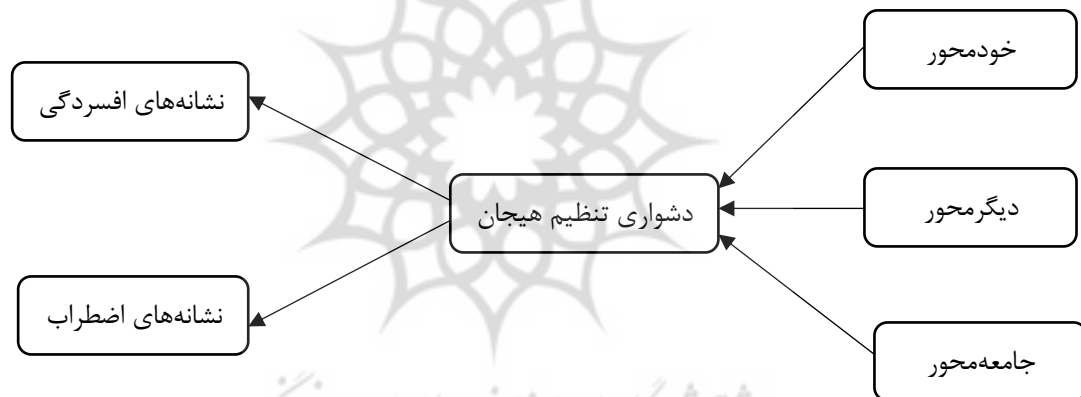 خودمحور
نشانه‌های افسردگی
دیگرمحور
دشواری تنظیم هیجان
نشانه‌های اضطراب
جامعه‌محور